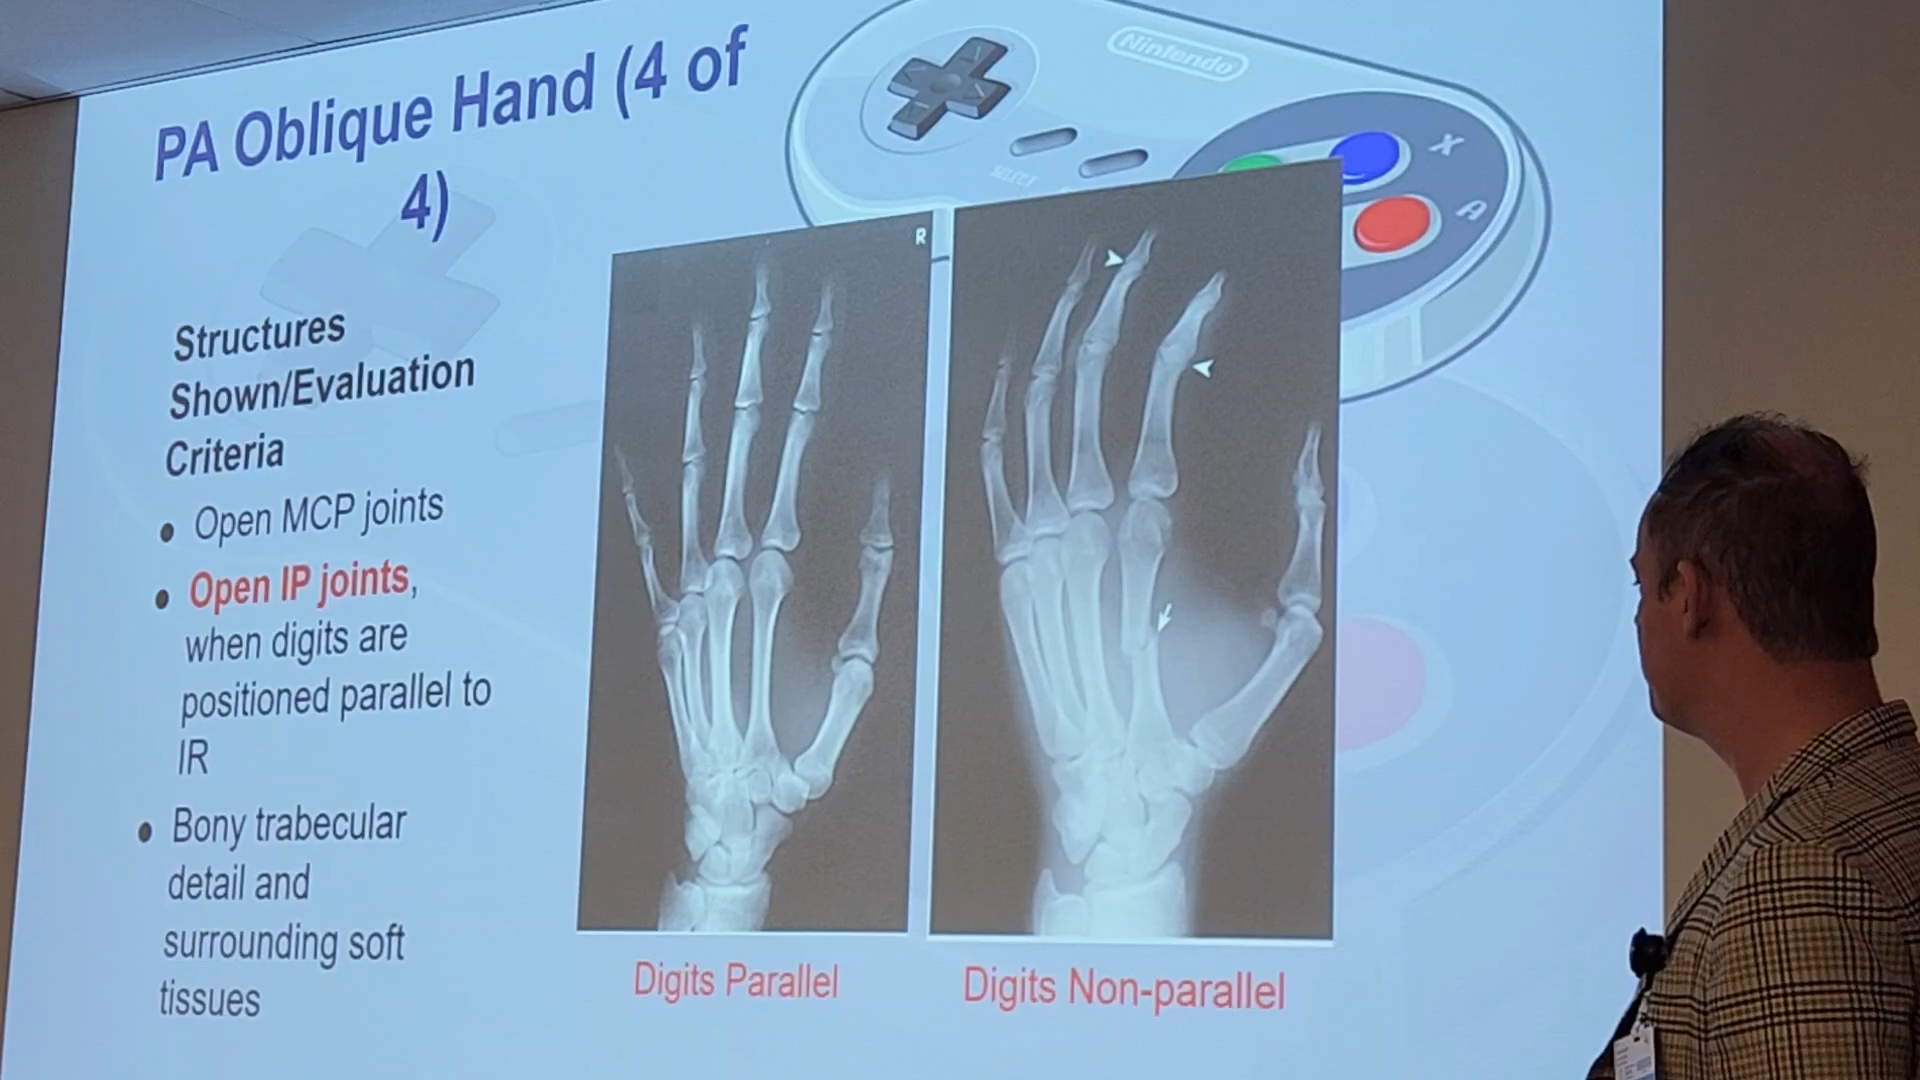 PA Oblique Hand (4 of
4)
Nintendo
SELECT
X
A
R
Structures
Shown/Evaluation
Criteria
• Open MCP joints
• Open IP joints,
when digits are
positioned parallel to
IR
• Bony trabecular
detail and
surrounding soft
tissues
Digits Parallel
Digits Non-parallel